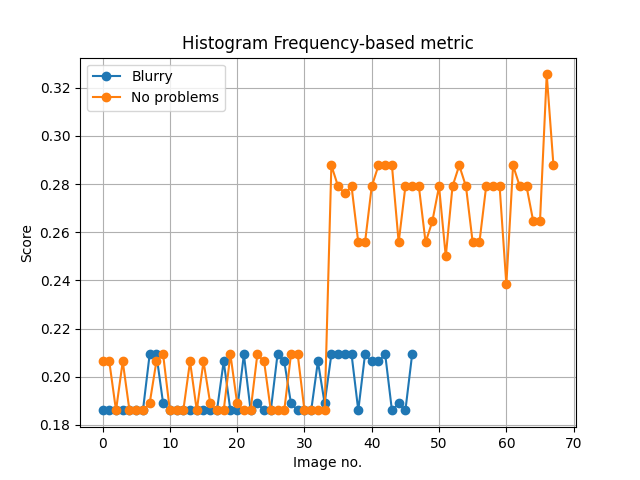 Histogram Frequency-based metric
Blurry
No problems
0.32
0.30
0.28
0.26
0.24
0.22
0.20
0.18
Score
0 10 20 30 40 50 60 70
Image no.